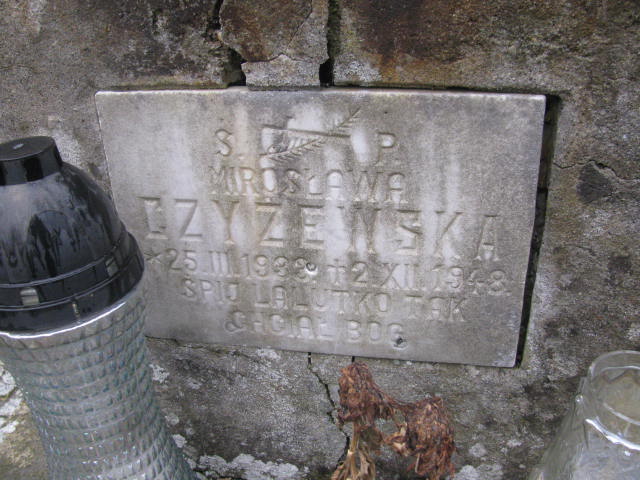 Ś. P.
MIROSŁAWA
CZYŻEWSKA
*25.III.1938 †2.XII.1948
ŚPIJ LALUTKO TAK
CHCIAŁ BÓG